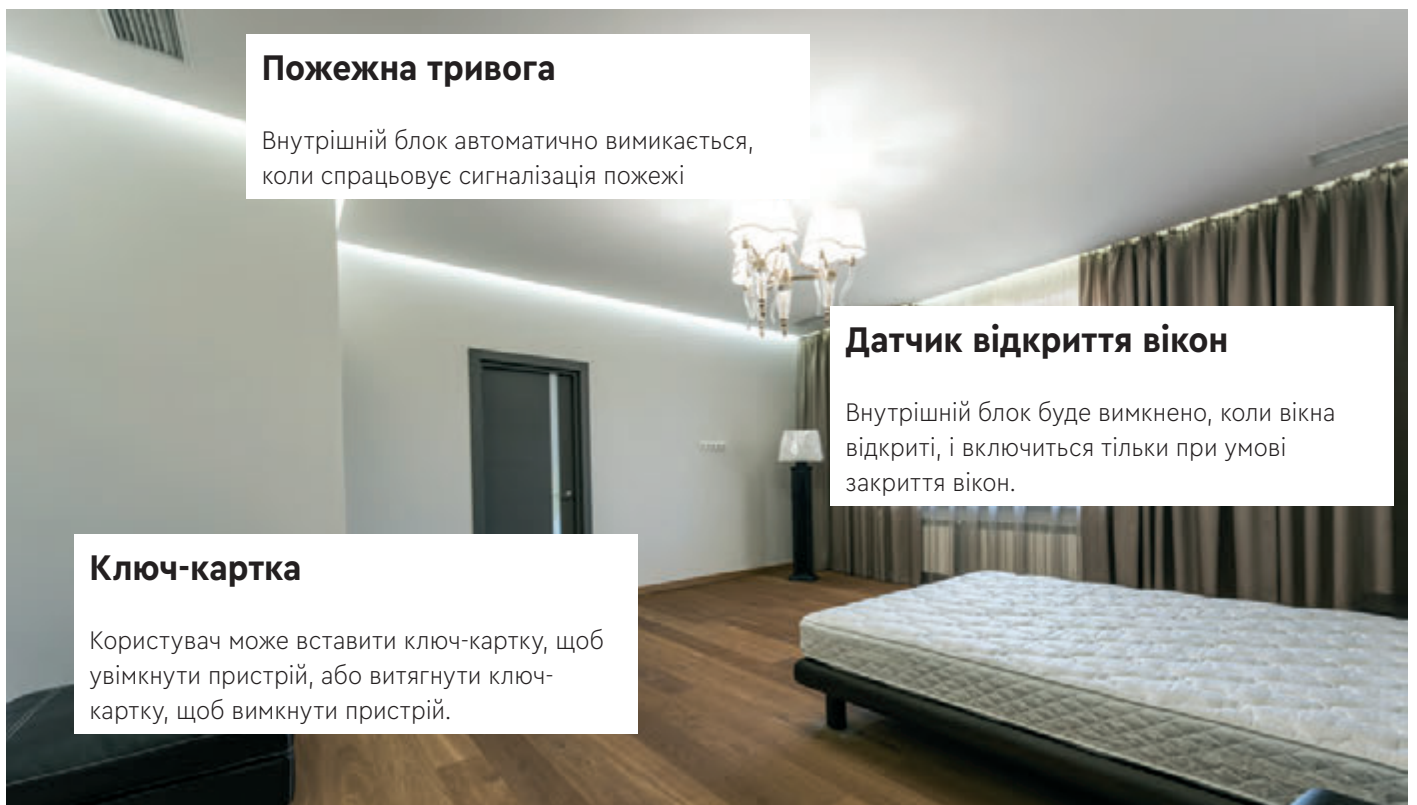 Пожежна тривога
Внутрішній блок автоматично вимикається,
коли спрацьовує сигналізація пожежі
Датчик відкриття вікон
Внутрішній блок буде вимкнено, коли вікна
відкриті, і включиться тільки при умові
закриття вікон.
Ключ-картка
Користувач може вставити ключ-картку, щоб
увімкнути пристрій, або витягнути ключ-
картку, щоб вимкнути пристрій.